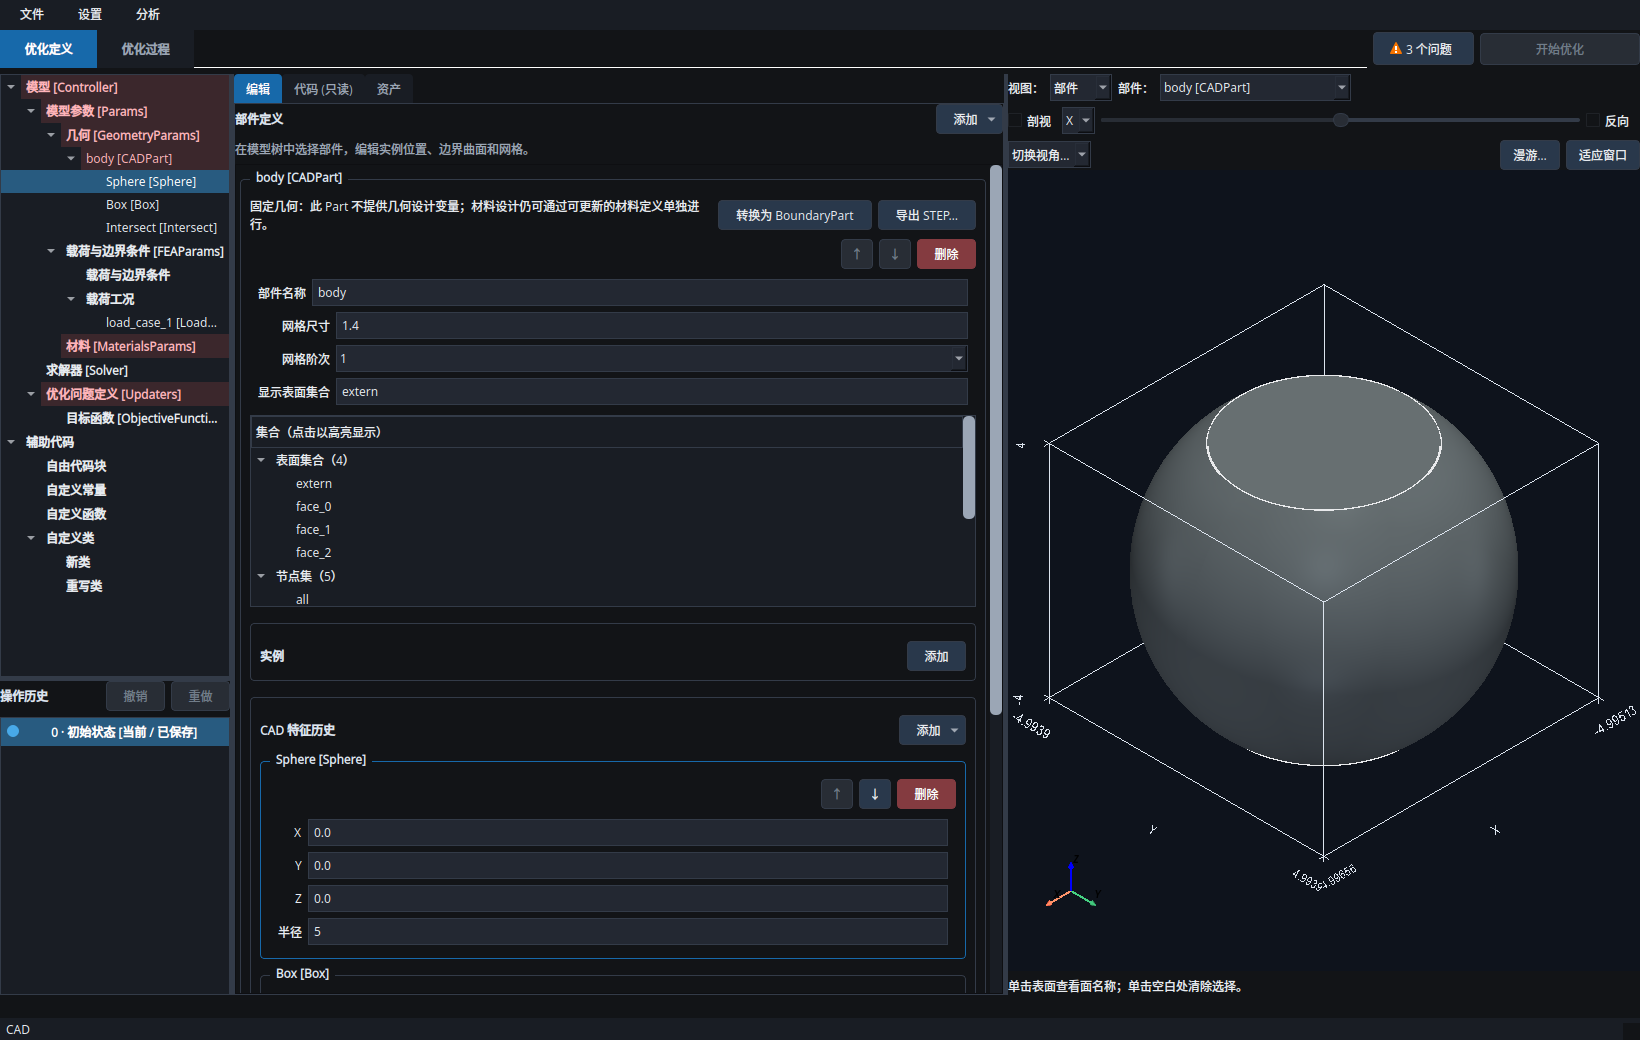 文件 设置 分析
优化定义 优化过程 3 个问题 开始优化
模型 [Controller]
模型参数 [Params]
几何 [GeometryParams]
body [CADPart]
Sphere [Sphere]
Box [Box]
Intersect [Intersect]
载荷与边界条件 [FEAParams]
载荷与边界条件
载荷工况
load_case_1 [Load...
材料 [MaterialsParams]
求解器 [Solver]
优化问题定义 [Updaters]
目标函数 [ObjectiveFuncti...
辅助代码
自由代码块
自定义常量
自定义函数
自定义类
新类
重写类
操作历史 撤销 重做
0 · 初始状态 [当前 / 已保存]
编辑 代码 (只读) 资产
部件定义 添加
在模型树中选择部件，编辑实例位置、边界曲面和网格。
body [CADPart]
固定几何：此 Part 不提供几何设计变量；材料设计仍可通过可更新的材料定义单独进
行。
转换为 BoundaryPart 导出 STEP...
↑ ↓ 删除
部件名称 body
网格尺寸 1.4
网格阶次 1
显示表面集合 extern
集合（点击以高亮显示）
表面集合（4）
extern
face_0
face_1
face_2
节点集（5）
all
实例 添加
CAD 特征历史 添加
Sphere [Sphere]
↑ ↓ 删除
X 0.0
Y 0.0
Z 0.0
半径 5
Box [Box]
视图： 部件 部件： body [CADPart]
剖视 X 反向
切换视角... 漫游... 适应窗口
4
-4
-4.9939
-4.99513
Y X
Z
单击表面查看面名称；单击空白处清除选择。
CAD